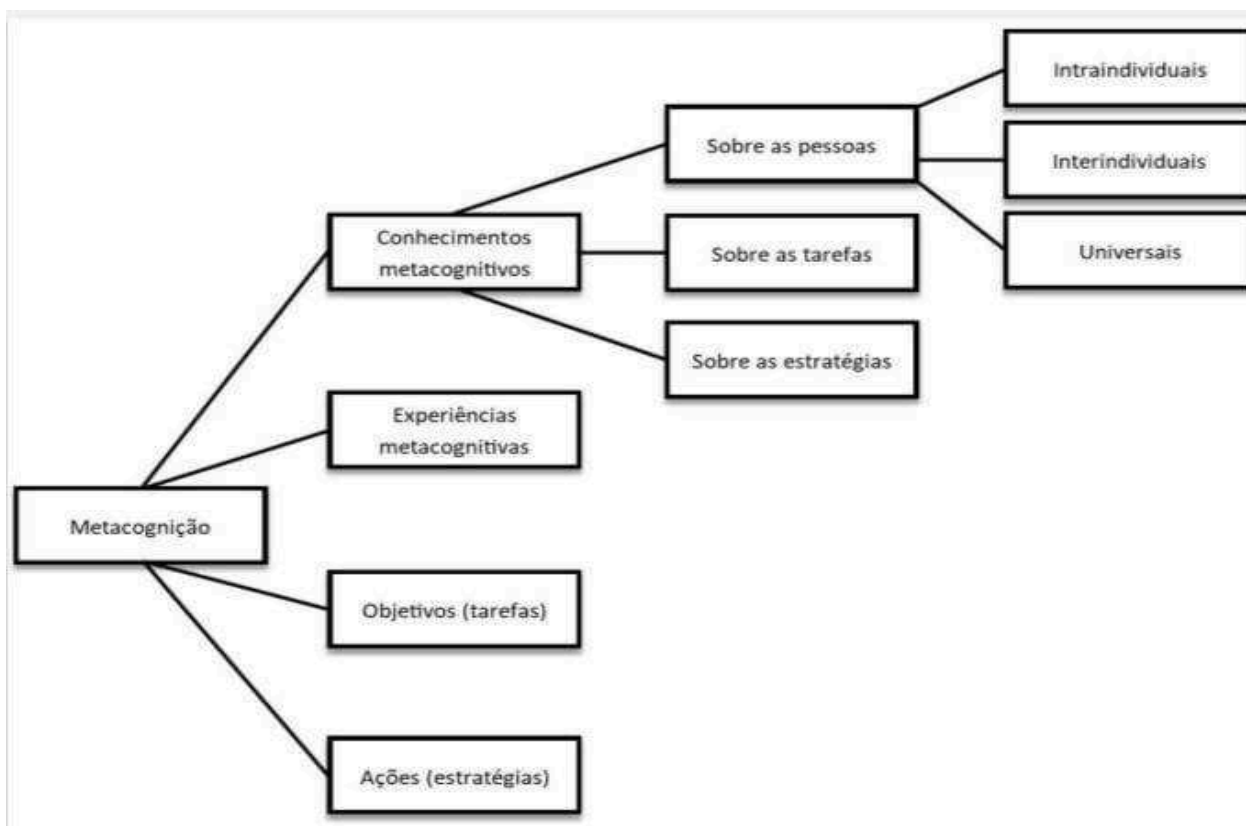 Intraindividuais
Sobre as pessoas
Interindividuais
Conhecimentos
metacognitivos
Sobre as tarefas
Universais
Sobre as estratégias
Experiências
metacognitivas
Metacognição
Objetivos (tarefas)
Ações (estratégias)